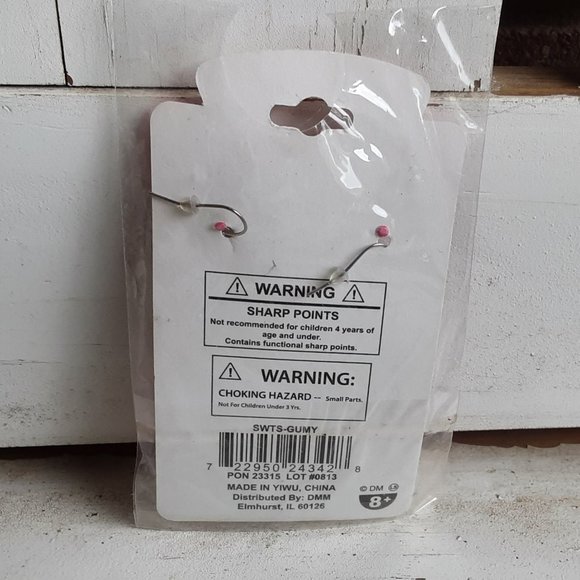 WARNING
SHARP POINTS
Not recommended for children 4 years of
age and under.
Contains functional sharp points.
WARNING:
CHOKING HAZARD -- Small Parts.
Not For Children Under 3 Yrs.
SWTS-GUMY
7 22950 24342 8
PON 23315 LOT #0813
MADE IN YIWU, CHINA
Distributed By: DMM
Elmhurst, IL 60126
© DM
8+